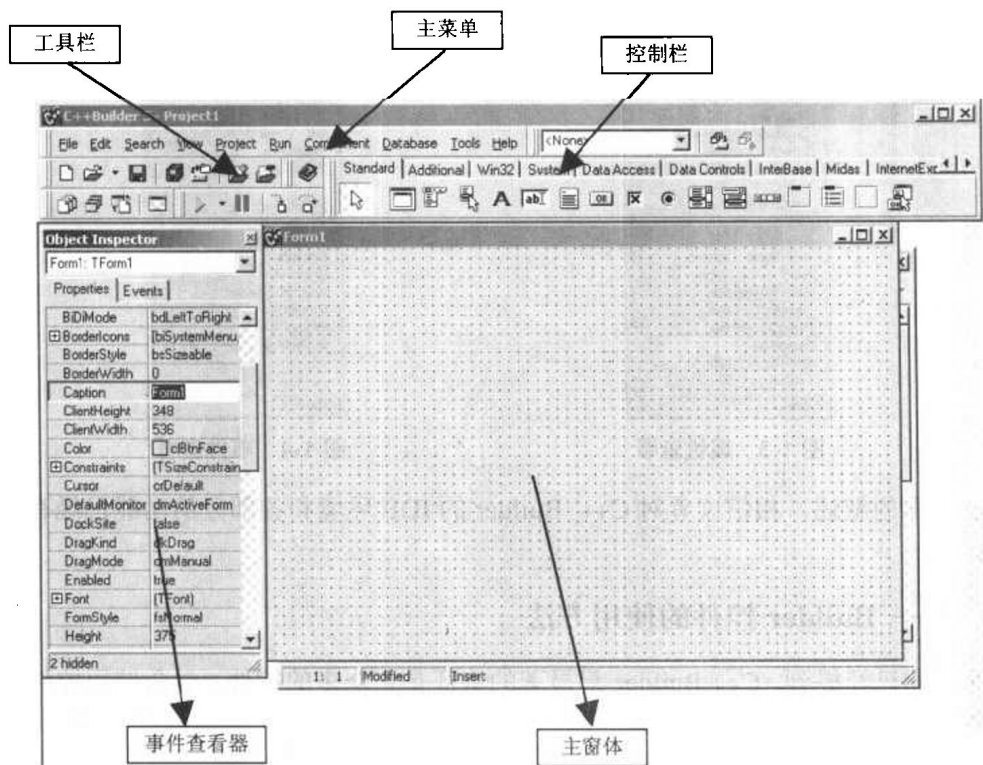 工具栏
主菜单
控制栏
C++Builder 5 - Project1
File Edit Search View Project Run Component Database Tools Help <None>
Standard Additional Win32 System Data Access Data Controls InterBase Midas InternetExp
Object Inspector
Form1: TForm1
Properties Events
BiDiMode bdLeftToRight
BorderIcons [biSystemMenu,
BorderStyle bsSizeable
BorderWidth 0
Caption Form1
ClientHeight 348
ClientWidth 536
Color clBtnFace
Constraints (TSizeConstrain
Cursor crDefault
DefaultMonitor dmActiveForm
DockSite false
DragKind dkDrag
DragMode dmManual
Enabled true
Font (TFont)
FormStyle fsNormal
Height 375
2 hidden
Form1
1: 1 Modified Insert
事件查看器
主窗体